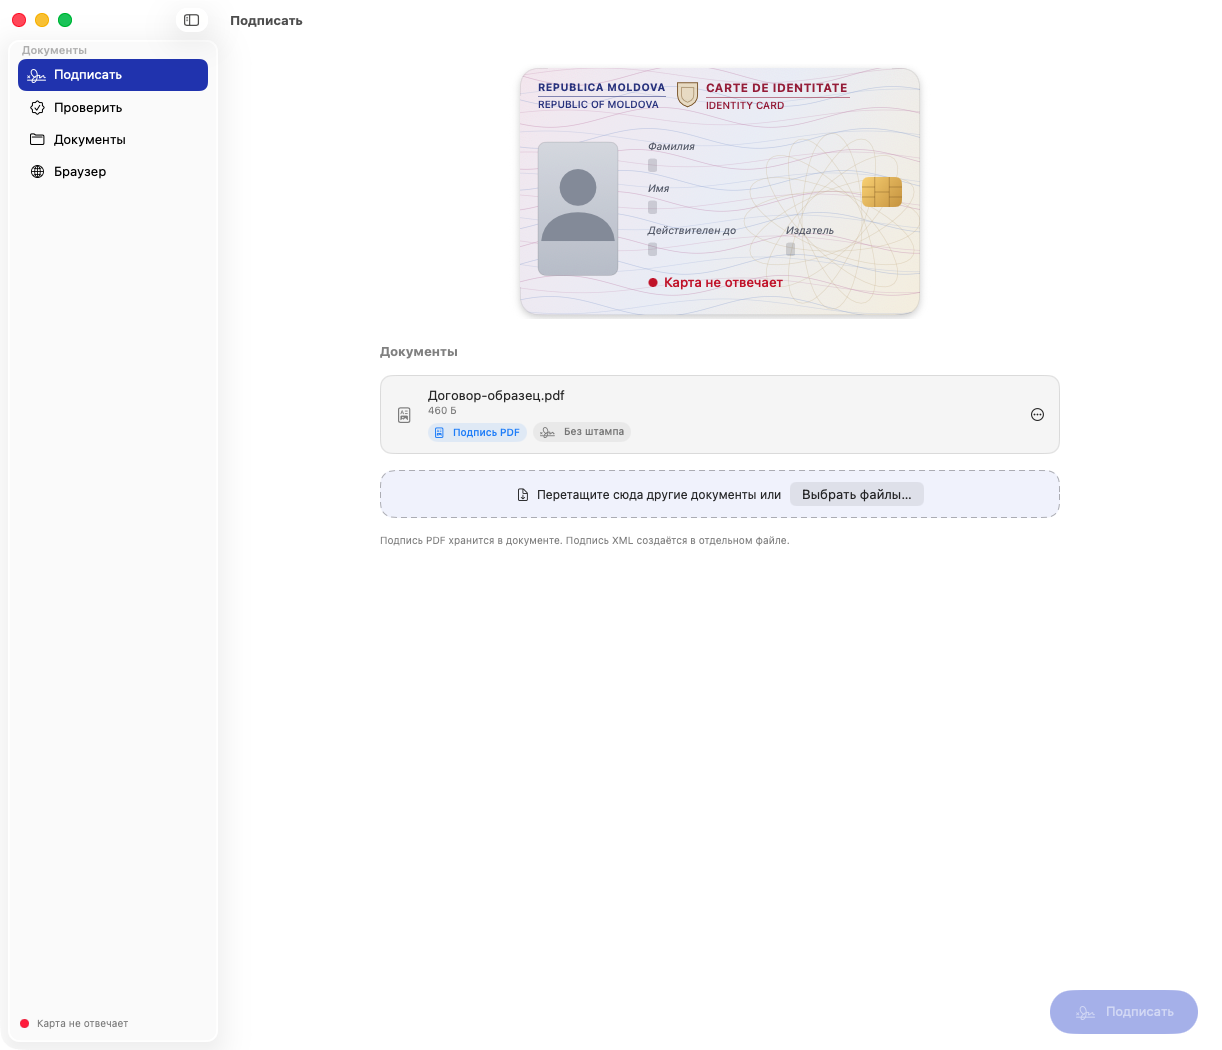 Подписать
Документы
Подписать
Проверить
Документы
Браузер
REPUBLICA MOLDOVA
REPUBLIC OF MOLDOVA
CARTE DE IDENTITATE
IDENTITY CARD
Фамилия
Имя
Действителен до
Издатель
Карта не отвечает
Документы
Договор-образец.pdf
460 Б
Подпись PDF
Без штампа
Перетащите сюда другие документы или
Выбрать файлы...
Подпись PDF хранится в документе. Подпись XML создаётся в отдельном файле.
Карта не отвечает
Подписать